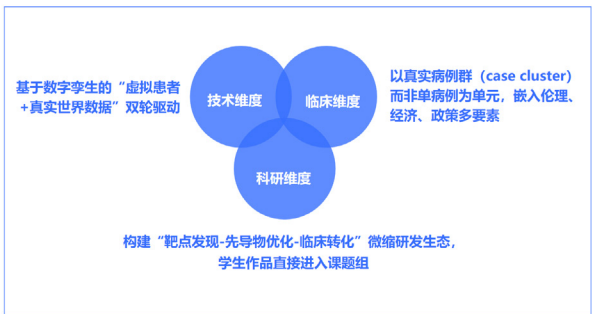 基于数字孪生的“虚拟患者
+真实世界数据”双轮驱动
技术维度
临床维度
以真实病例群（case cluster）
而非单病例为单元，嵌入伦理、
经济、政策多要素
科研维度
构建“靶点发现-先导物优化-临床转化”微缩研发生态，
学生作品直接进入课题组